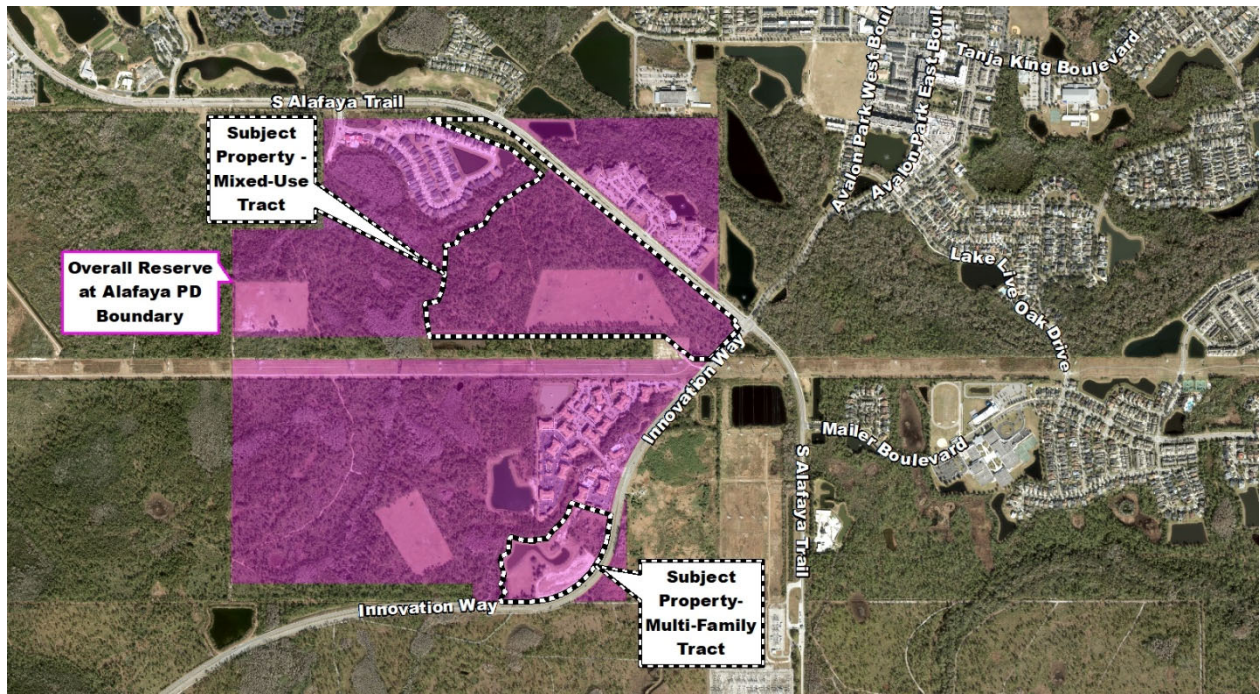 S Alafaya Trail
Subject
Property -
Mixed-Use
Tract
Overall Reserve
at Alafaya PD
Boundary
Avalon Park West Boul
Avalon Park East Boul
Tanja King Boulevard
Lake Live Oak Drive
Innovation Way
Mailer Boulevard
S Alafaya Trail
Innovation Way
Subject
Property-
Multi-Family
Tract